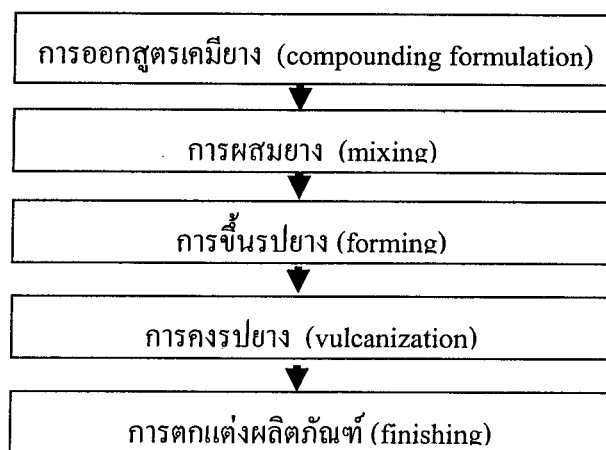 การออกสูตรเคมียาง (compounding formulation)
การผสมยาง (mixing)
การขึ้นรูปยาง (forming)
การคงรูปยาง (vulcanization)
การตกแต่งผลิตภัณฑ์ (finishing)